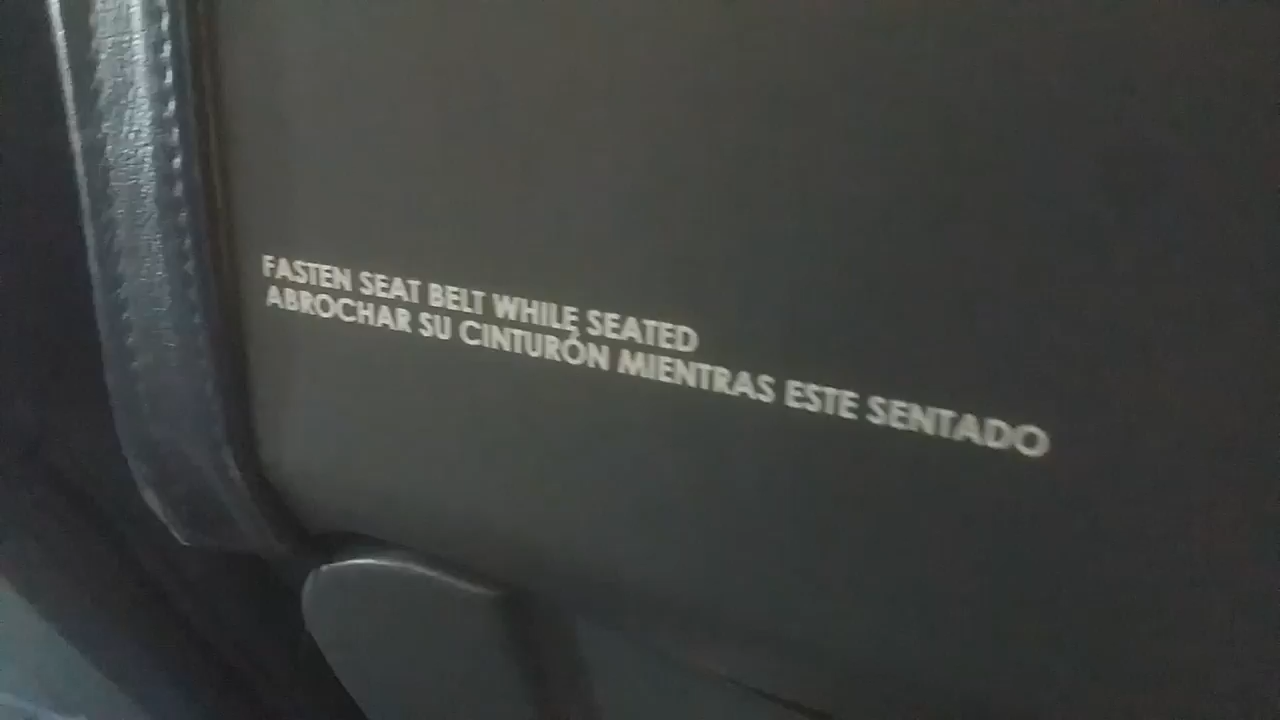 FASTEN SEAT BELT WHILE SEATED
ABROCHAR SU CINTURÓN MIENTRAS ESTE SENTADO